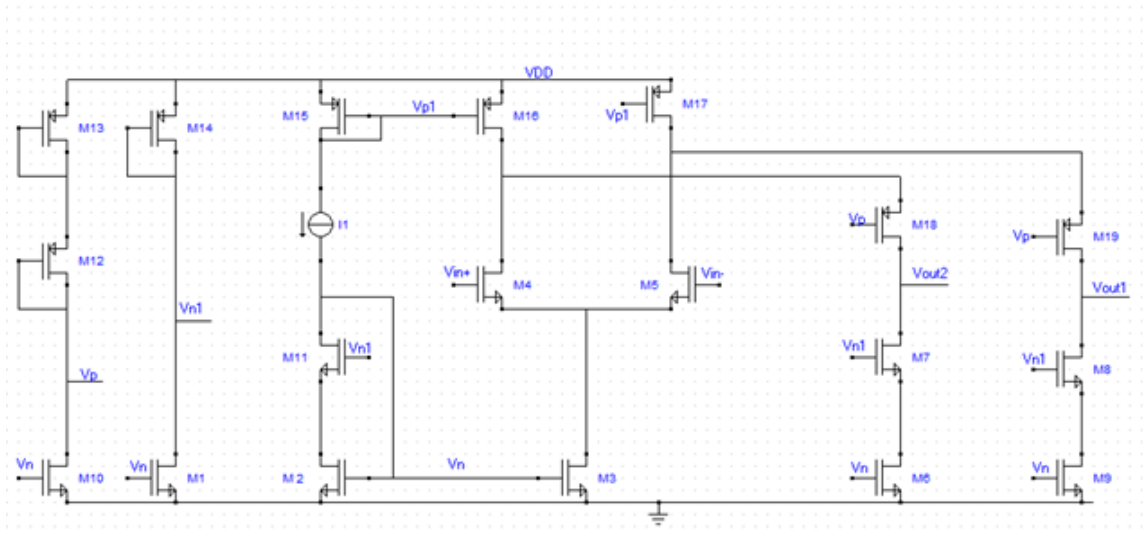 VDD
M13
M14
M15
Vp1
M16
Vp1
M17
M12
I1
Vp
M18
Vp
M19
Vin+
M4
M5
Vin-
Vout2
Vout1
Vn1
M11
Vn1
Vn1
M7
Vn1
M8
Vp
Vn
M10
Vn
M1
M2
Vn
M3
Vn
M6
Vn
M9